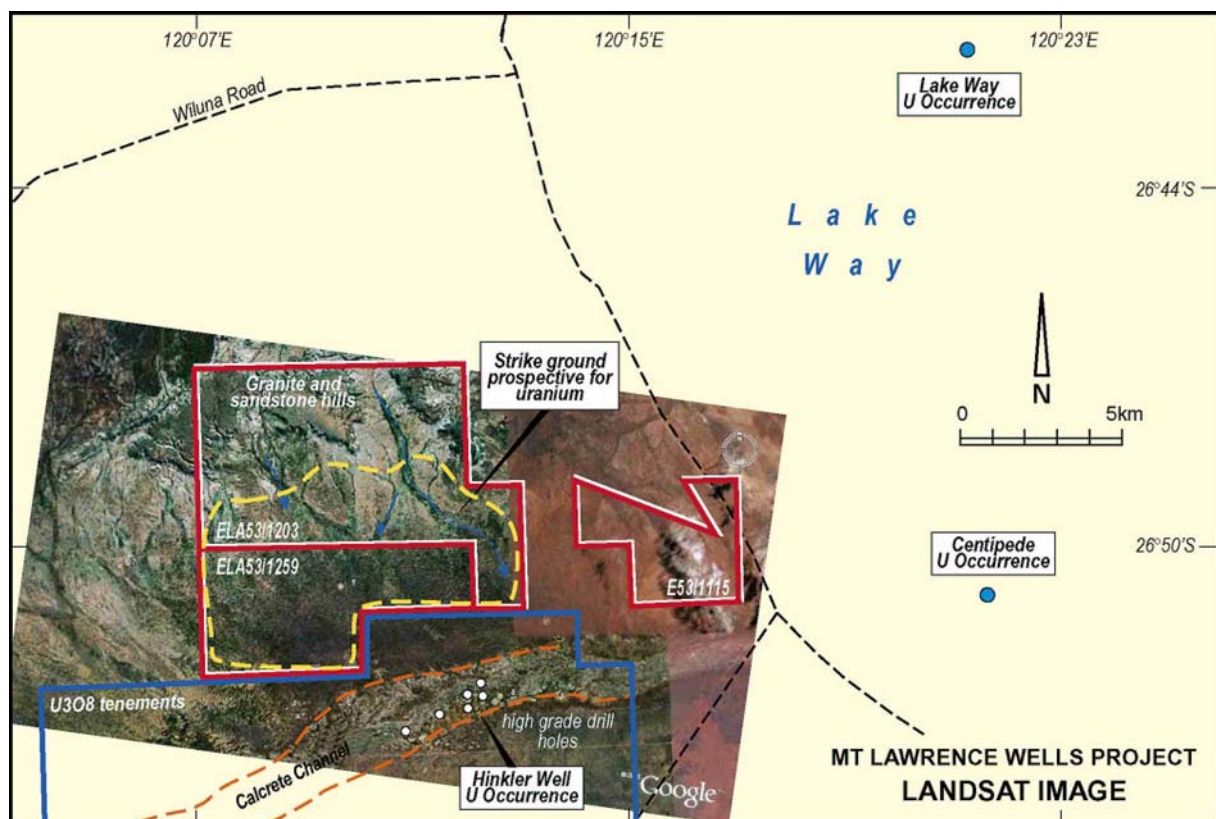 120°07'E
120°15'E
120°23'E
Wiluna Road
Lake Way
U Occurrence
26°44'S
Lake
Way
Strike ground
prospective for
uranium
Granite and
sandstone hills
N
0 5km
ELA53/1203
ELA53/1259
E53/1115
26°50'S
Centipede
U Occurrence
U3O8 tenements
high grade drill
holes
Calcrete Channel
Hinkler Well
U Occurrence
Google
MT LAWRENCE WELLS PROJECT
LANDSAT IMAGE